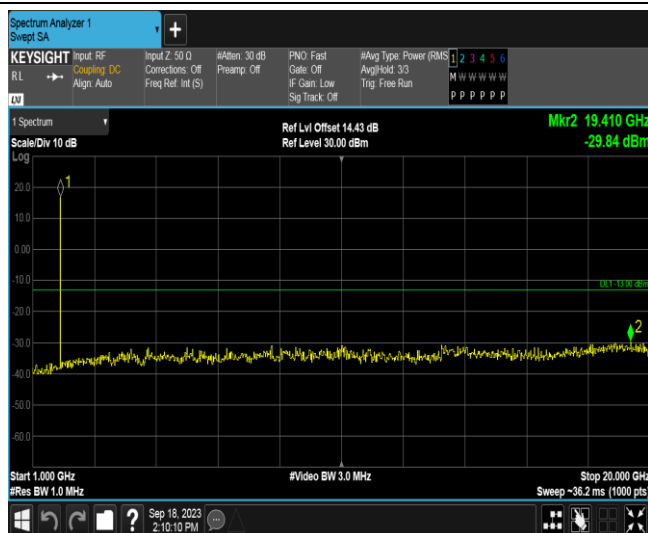 Spectrum Analyzer 1
Swept SA
+
KEYSIGHT
RL
Input: RF
Coupling: DC
Align: Auto
Input Z: 50 Ω
Corrections: Off
Freq Ref: Int (S)
#Atten: 30 dB
Preamp: Off
PNO: Fast
Gate: Off
IF Gain: Low
Sig Track: Off
#Avg Type: Power (RMS
Avg|Hold: 3/3
Trig: Free Run
1 2 3 4 5 6
M W W W W W
P P P P P P
LXI
1 Spectrum
Scale/Div 10 dB
Ref Lvl Offset 14.43 dB
Ref Level 30.00 dBm
Mkr2 19.410 GHz
-29.84 dBm
Log
1
20.0
10.0
0.00
-10.0
DL1 -13.00 dBm
-20.0
2
-30.0
-40.0
-50.0
-60.0
Start 1.000 GHz
#Video BW 3.0 MHz
Stop 20.000 GHz
#Res BW 1.0 MHz
Sweep ~36.2 ms (1000 pts)
?
Sep 18, 2023
2:10:10 PM